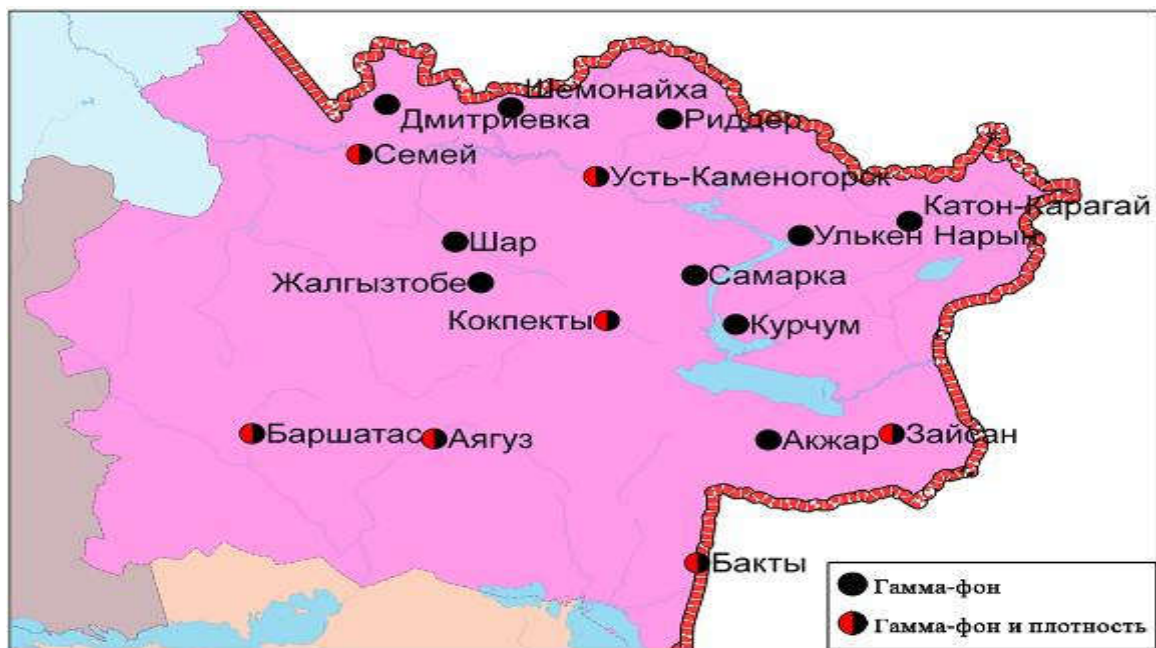 Шемонайха
Дмитриевка
Риддер
Семей
Усть-Каменогорск
Катон-Карагай
Шар
Улькен Нарын
Жалгызтобе
Самарка
Кокпекты
Курчум
Баршатас
Аягуз
Акжар
Зайсан
Бакты
Гамма-фон
Гамма-фон и плотность